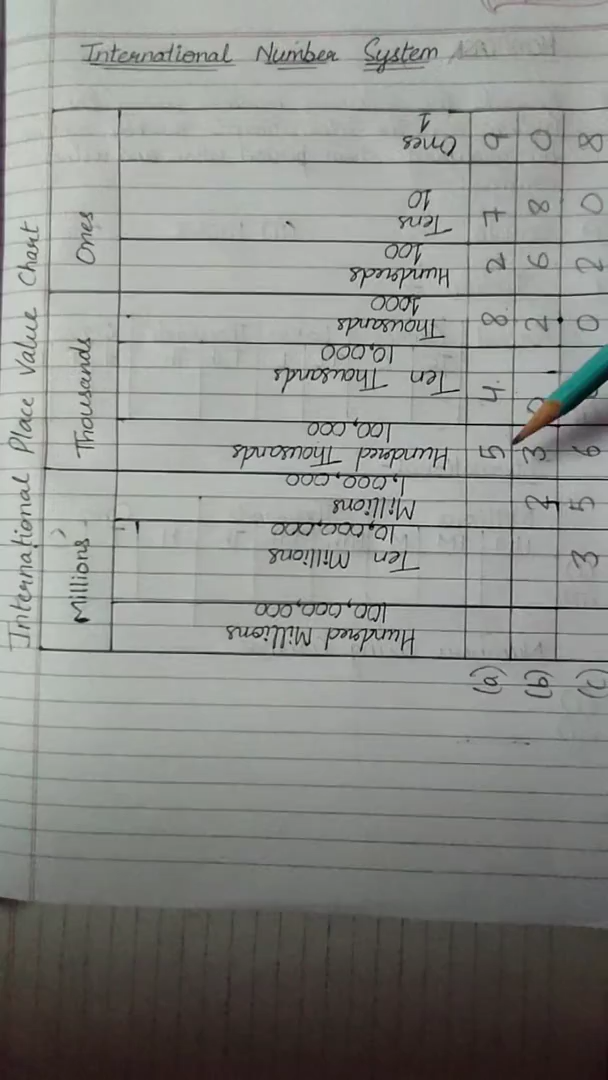 International Number System
International Place Value Chart
Millions Thousands Ones
Hundred Millions
100,000,000
Ten Millions
10,000,000
Millions
1,000,000
Hundred Thousands
100,000
Ten Thousands
10,000
Thousands
1000
Hundreds
100
Tens
10
Ones
1
(a) 5 4 8 2 7 9
(b) 2 3 2 6 8 0
(c) 3 5 6 0 2 0 8